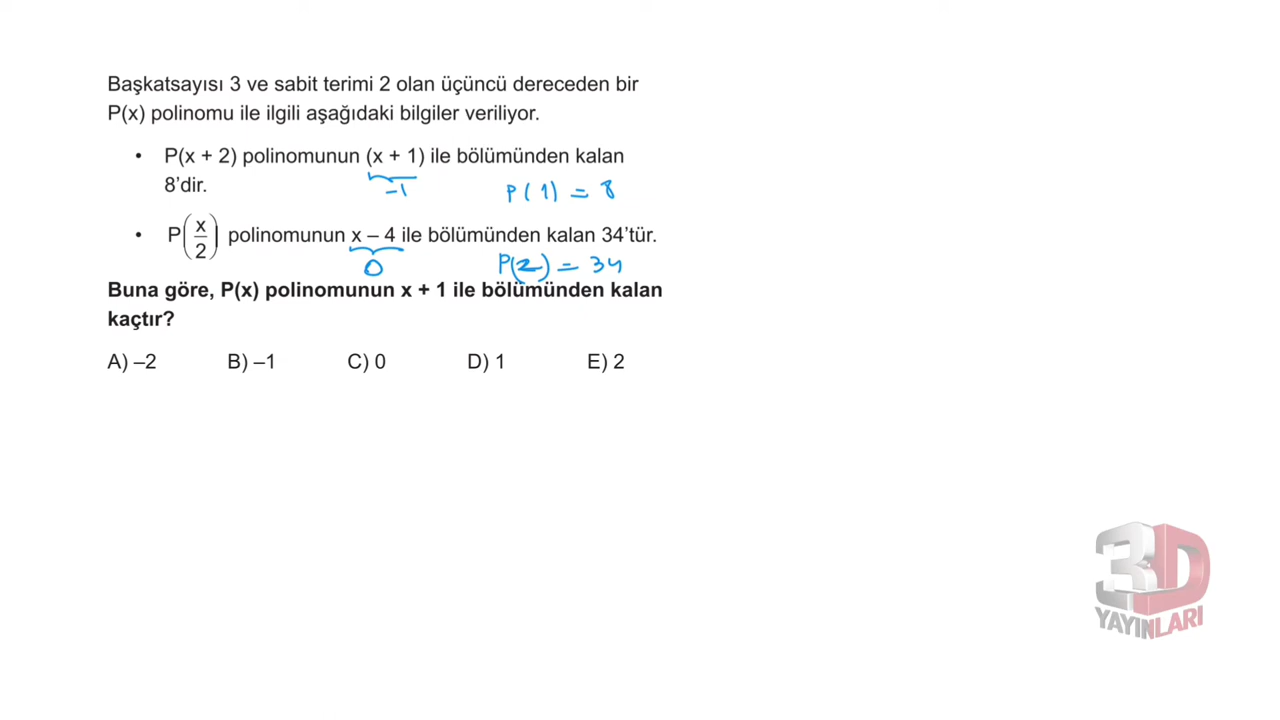 Başkatsayısı 3 ve sabit terimi 2 olan üçüncü dereceden bir
P(x) polinomu ile ilgili aşağıdaki bilgiler veriliyor.
• P(x + 2) polinomunun (x + 1) ile bölümünden kalan
8'dir.
-1
P(1) = 8
• P(x/2) polinomunun x – 4 ile bölümünden kalan 34'tür.
0
P(2) = 34
Buna göre, P(x) polinomunun x + 1 ile bölümünden kalan
kaçtır?
A) –2 B) –1 C) 0 D) 1 E) 2
3D
YAYINLARI